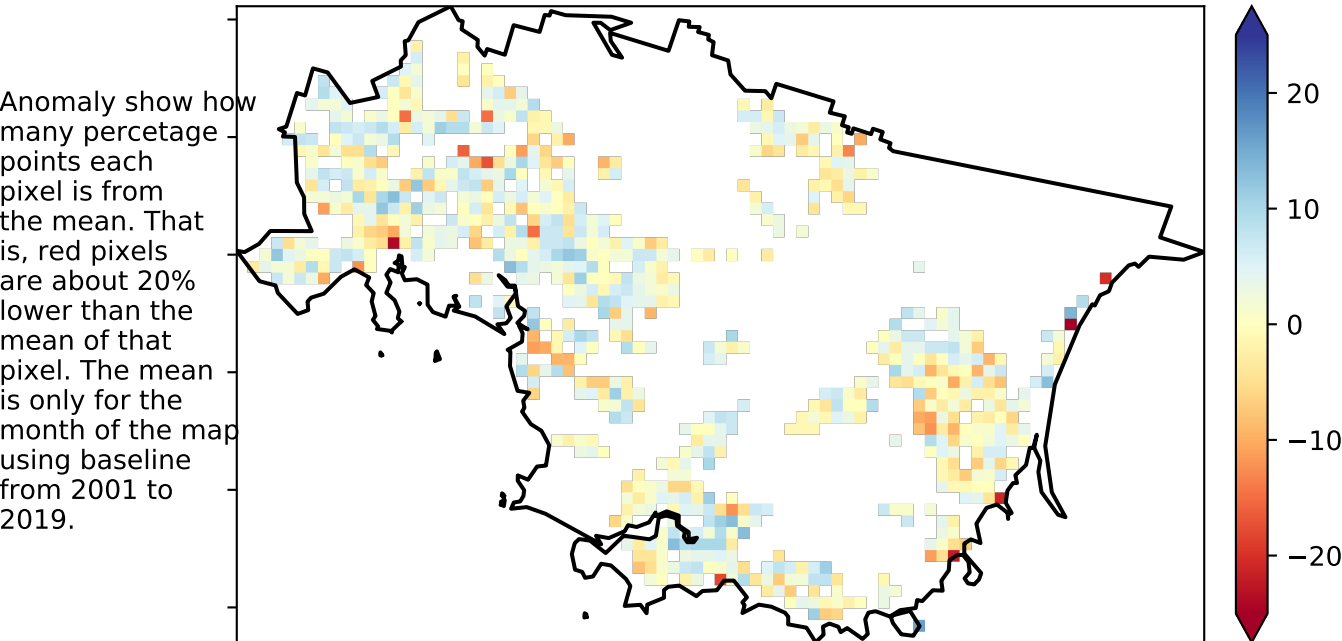 Anomaly show how
many percetage
points each
pixel is from
the mean. That
is, red pixels
are about 20%
lower than the
mean of that
pixel. The mean
is only for the
month of the map
using baseline
from 2001 to
2019.
20
10
0
−10
−20